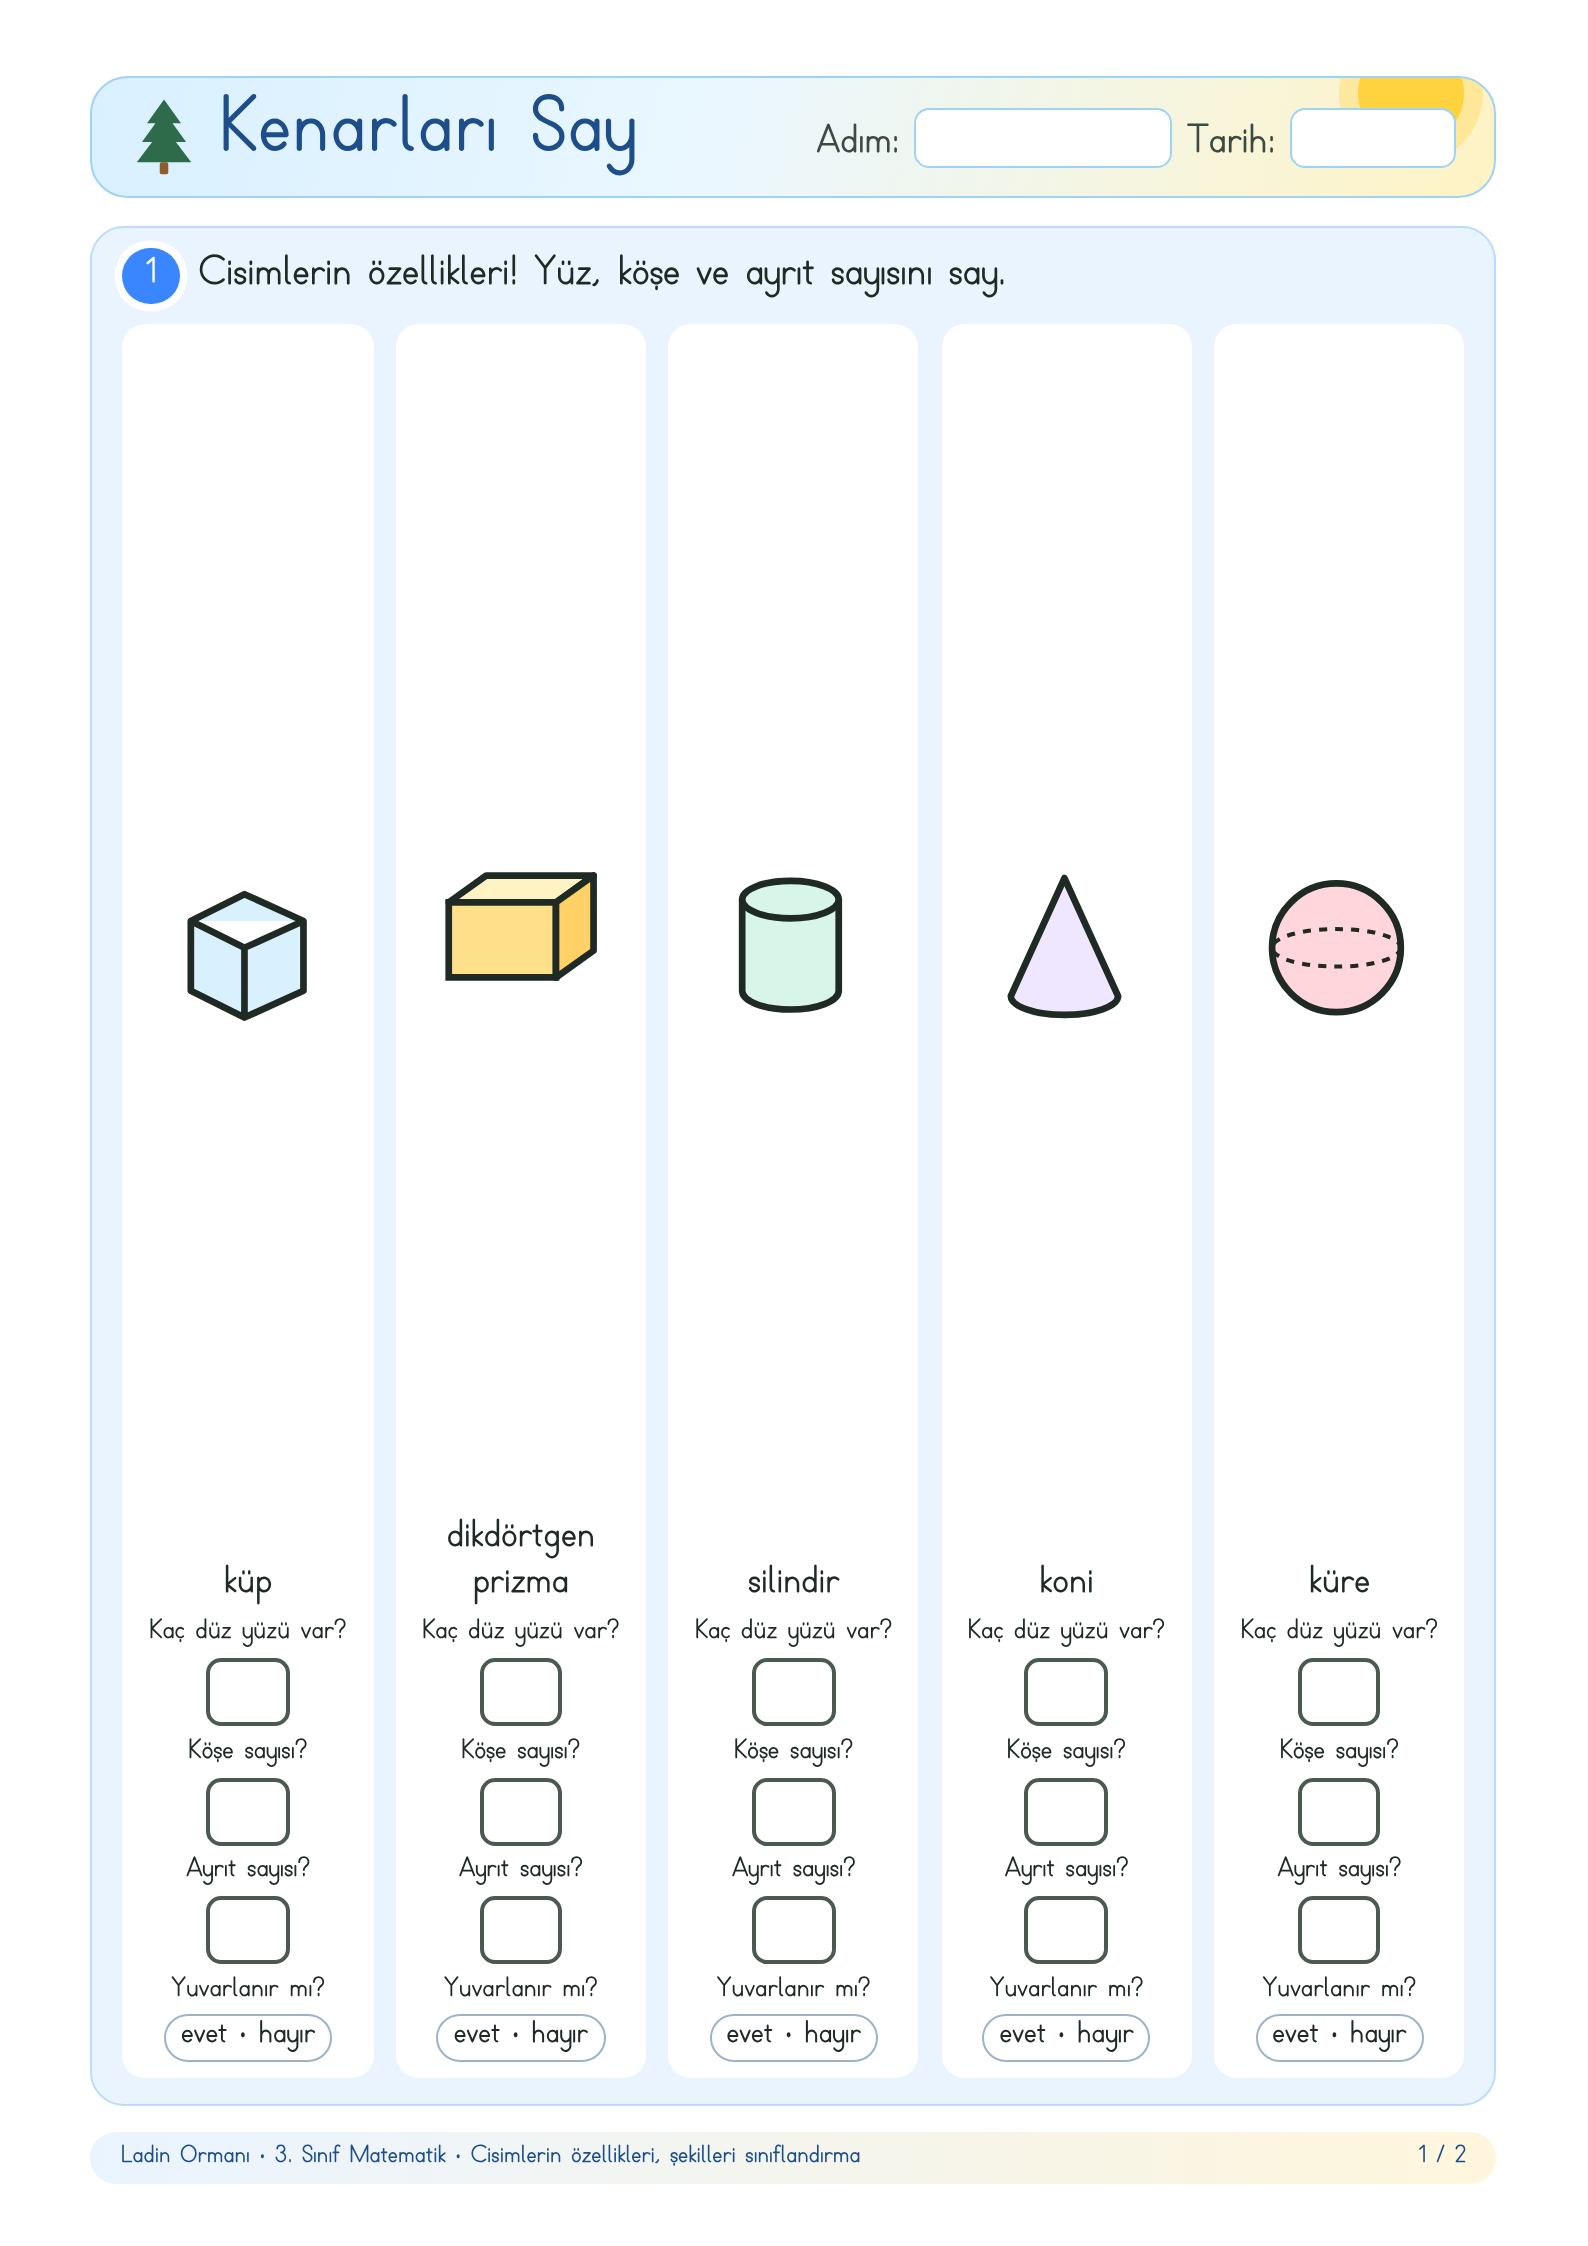 Kenarları Say
Adım:
Tarih:
1
Cisimlerin özellikleri! Yüz, köşe ve ayrıt sayısını say.
küp
Kaç düz yüzü var?
Köşe sayısı?
Ayrıt sayısı?
Yuvarlanır mı?
evet · hayır
dikdörtgen
prizma
Kaç düz yüzü var?
Köşe sayısı?
Ayrıt sayısı?
Yuvarlanır mı?
evet · hayır
silindir
Kaç düz yüzü var?
Köşe sayısı?
Ayrıt sayısı?
Yuvarlanır mı?
evet · hayır
koni
Kaç düz yüzü var?
Köşe sayısı?
Ayrıt sayısı?
Yuvarlanır mı?
evet · hayır
küre
Kaç düz yüzü var?
Köşe sayısı?
Ayrıt sayısı?
Yuvarlanır mı?
evet · hayır
Ladin Ormanı · 3. Sınıf Matematik · Cisimlerin özellikleri, şekilleri sınıflandırma
1 / 2